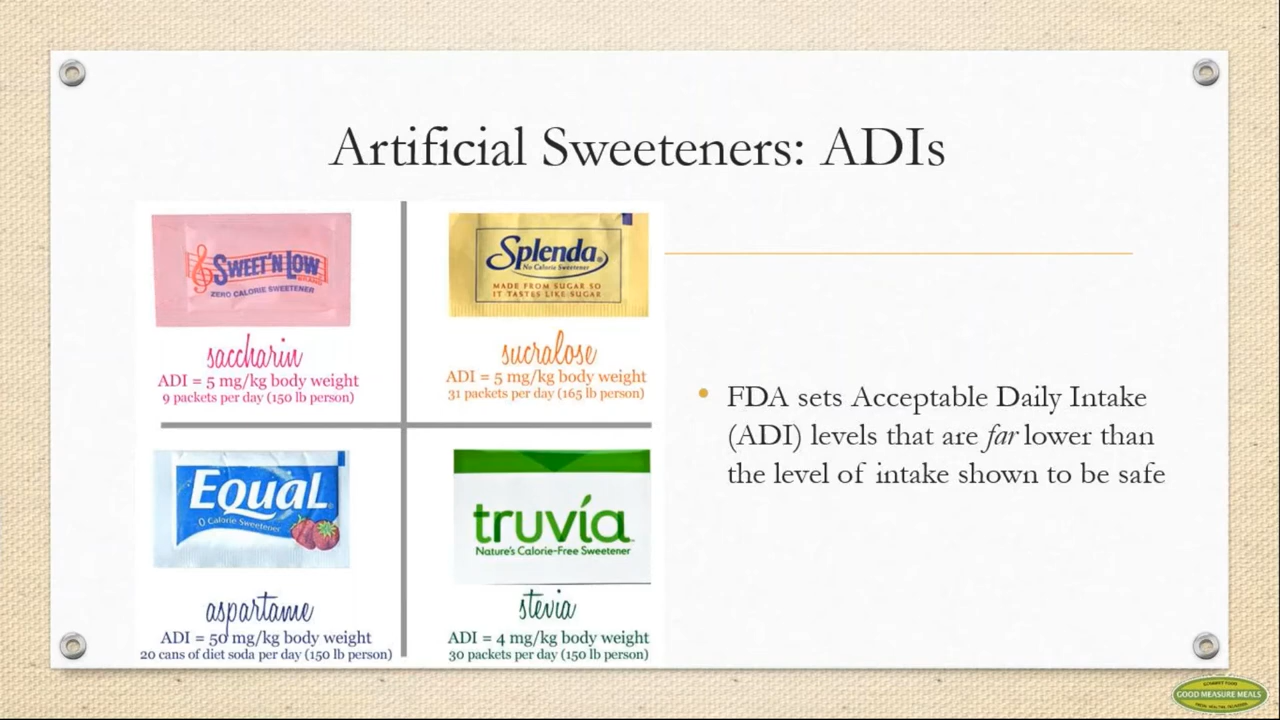 Artificial Sweeteners: ADIs
SWEET'N LOW
ZERO CALORIE SWEETENER
saccharin
ADI = 5 mg/kg body weight
9 packets per day (150 lb person)
Splenda
No Calorie Sweetener
MADE FROM SUGAR SO
IT TASTES LIKE SUGAR
sucralose
ADI = 5 mg/kg body weight
31 packets per day (165 lb person)
EQUAL
0 Calorie Sweetener
aspartame
ADI = 50 mg/kg body weight
20 cans of diet soda per day (150 lb person)
truvía
Nature's Calorie-Free Sweetener
stevia
ADI = 4 mg/kg body weight
30 packets per day (150 lb person)
• FDA sets Acceptable Daily Intake
(ADI) levels that are far lower than
the level of intake shown to be safe
GOOD MEASURE MEALS